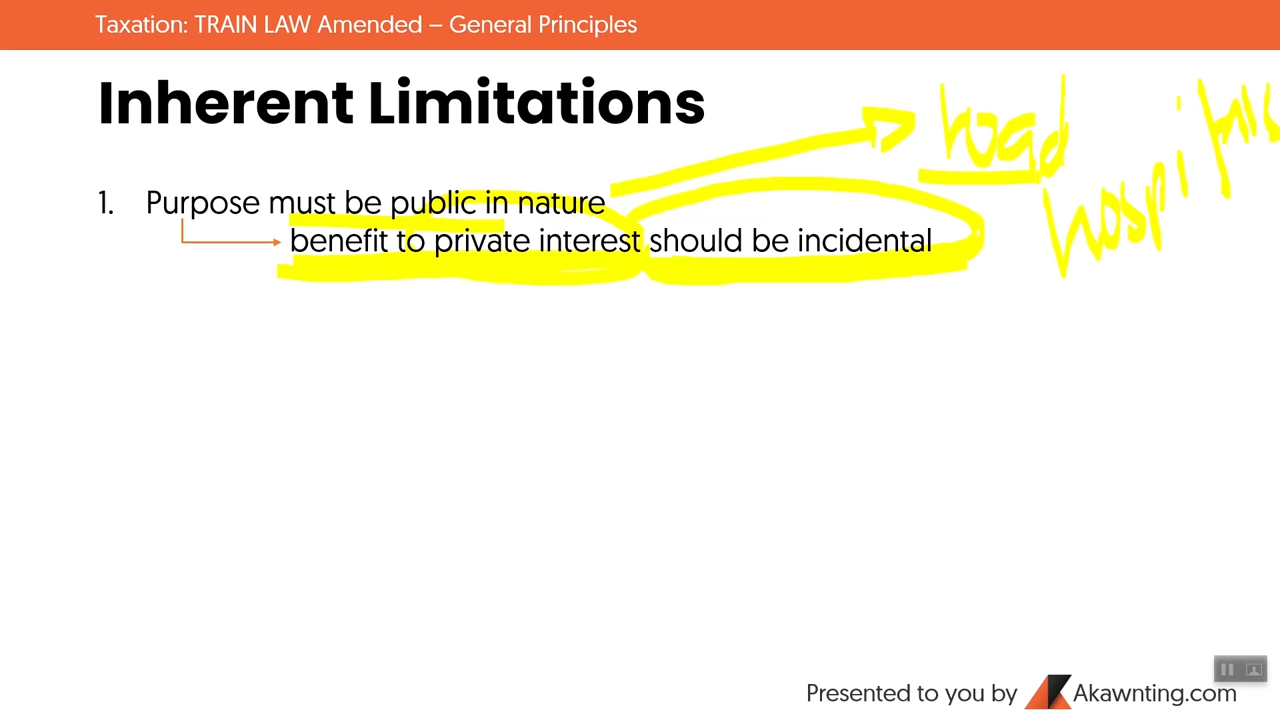 Taxation: TRAIN LAW Amended – General Principles
Inherent Limitations
road
hospitals
1. Purpose must be public in nature
benefit to private interest should be incidental
Presented to you by Akawnting.com